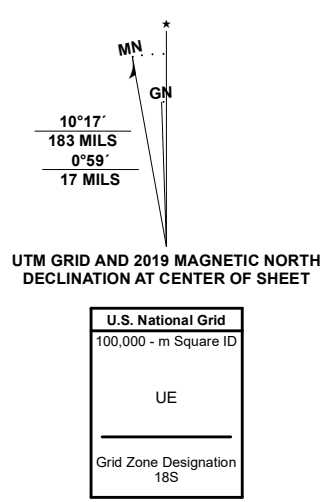 ★
MN
GN
10°17´
183 MILS
0°59´
17 MILS
UTM GRID AND 2019 MAGNETIC NORTH
DECLINATION AT CENTER OF SHEET
U.S. National Grid
100,000 - m Square ID
UE
Grid Zone Designation
18S